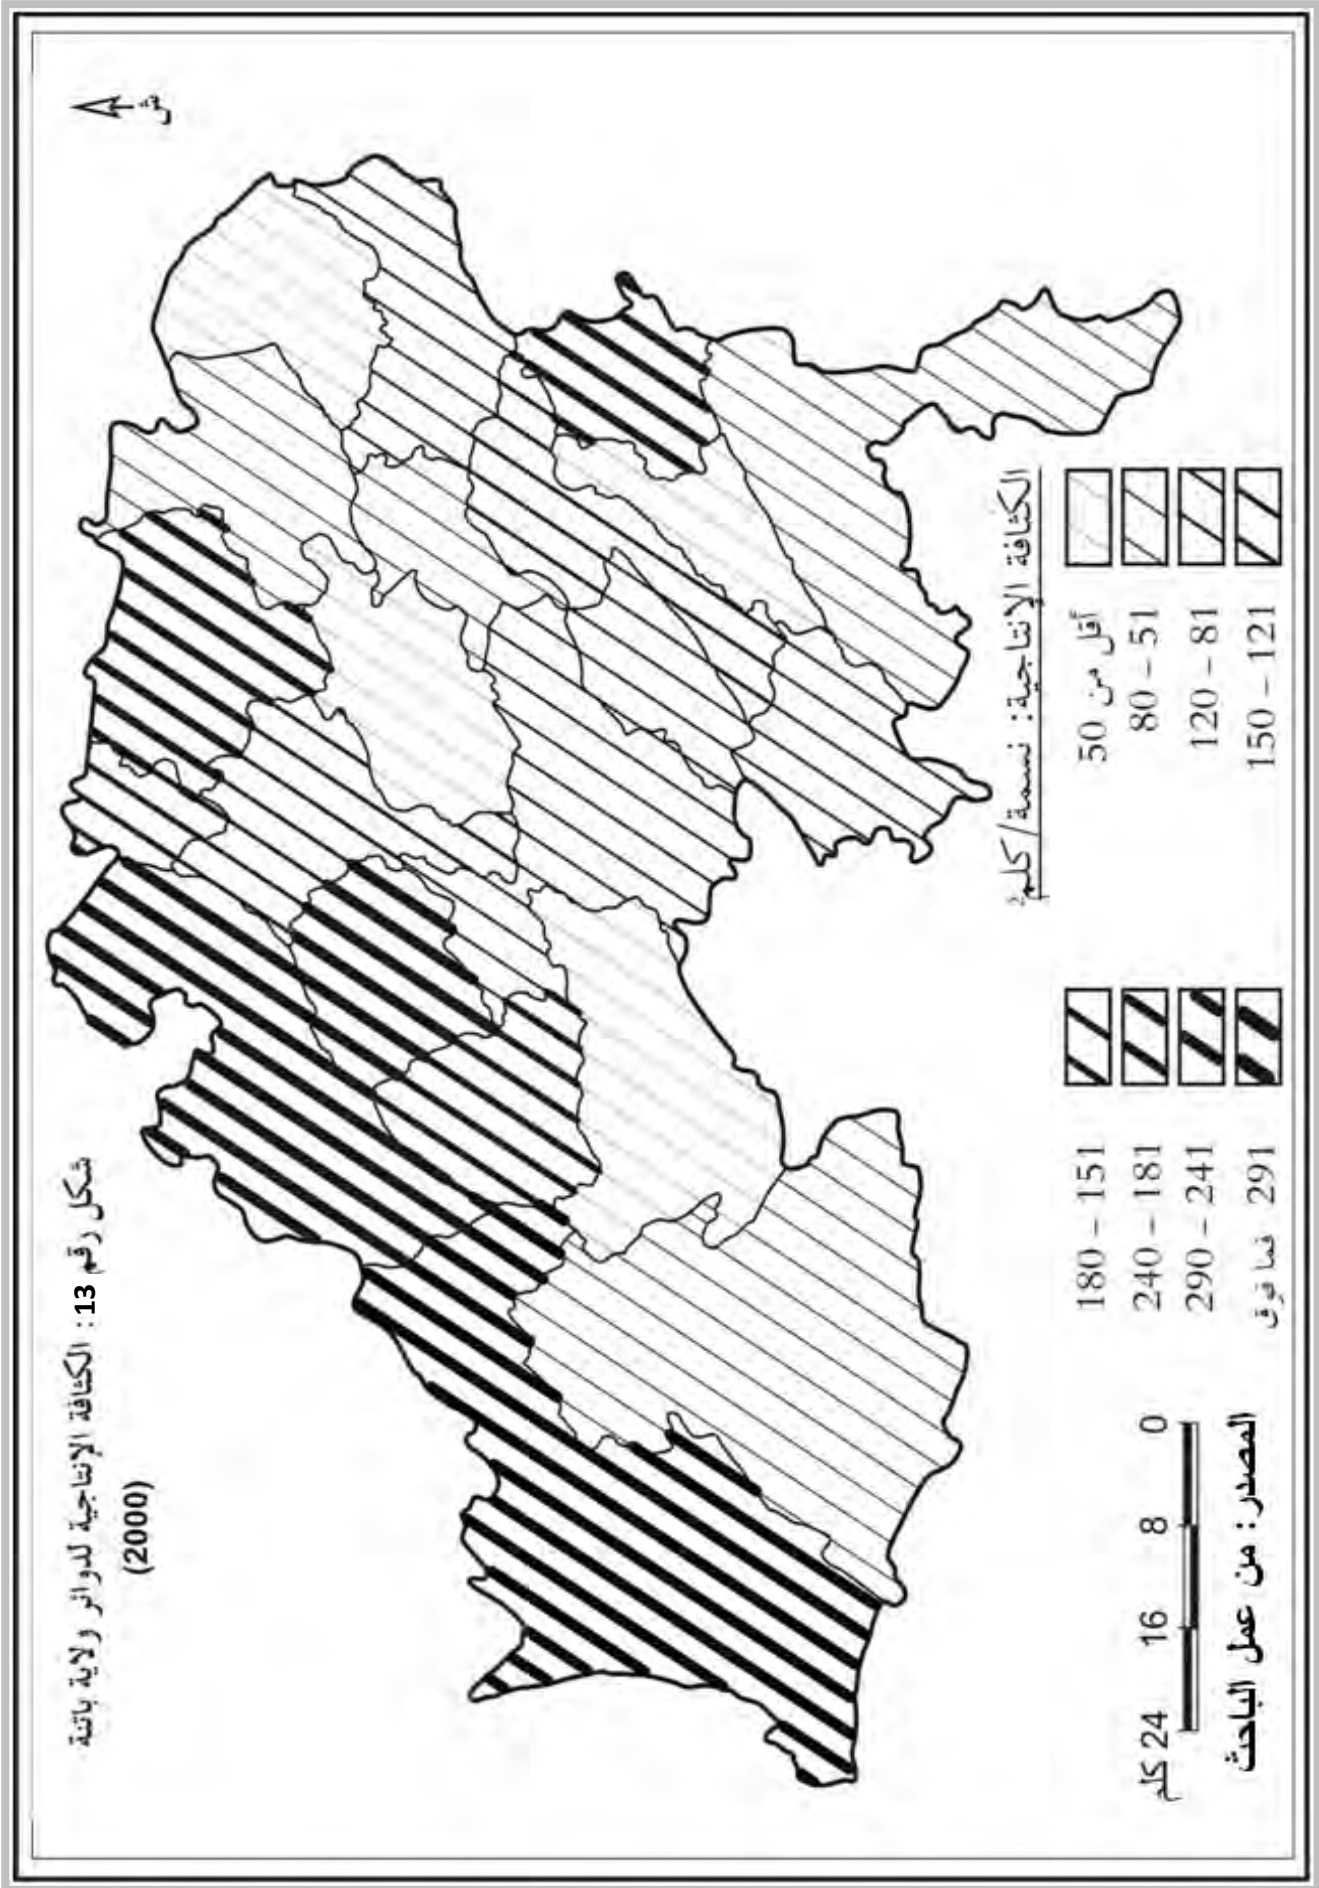 شكل رقم 13: الكثافة الإنتاجية لدوائر ولاية باتنة
(2000)
ش
الكثافة الإنتاجية: نسمة/كلم²
أقل من 50
80 – 51
120 – 81
150 – 121
180 – 151
240 – 181
290 – 241
291 فما فوق
0 8 16 24 كلم
المصدر: من عمل الباحث